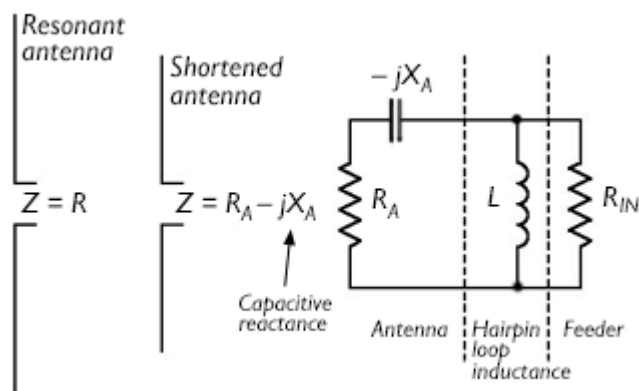 Resonant
antenna
Shortened
antenna
– jXA
Z = R
Z = RA – jXA
RA
L
RIN
Capacitive
reactance
Antenna
Hairpin
loop
inductance
Feeder